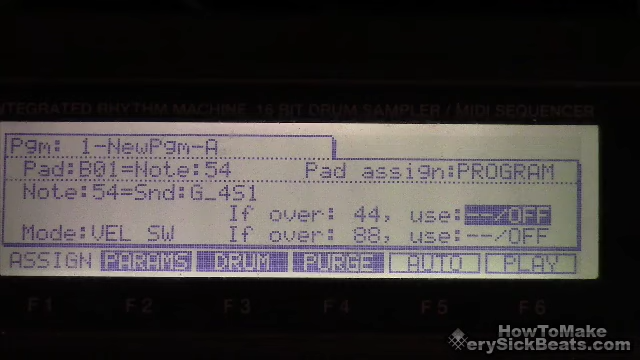 INTEGRATED RHYTHM MACHINE 16 BIT DRUM SAMPLER / MIDI SEQUENCER
Pgm: 1-NewPgm-A
Pad:B01=Note:54 Pad assign:PROGRAM
Note:54=Snd:G_4S1
If over: 44, use:--/OFF
Mode:VEL SW If over: 88, use:--/OFF
ASSIGN PARAMS DRUM PURGE AUTO PLAY
F1 F2 F3 F4 F5 F6
HowToMake
erySickBeats.com